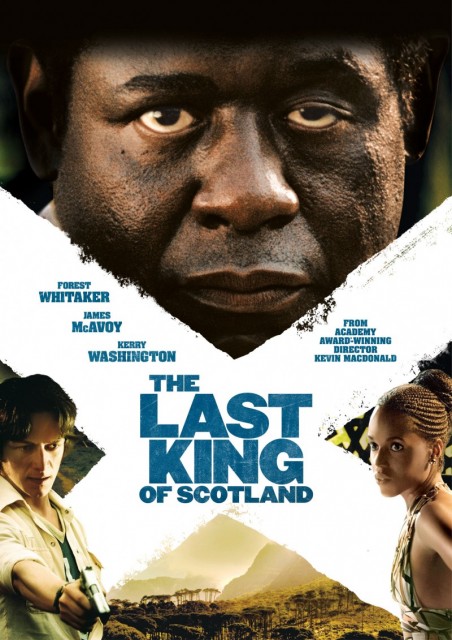 FOREST
WHITAKER
JAMES
McAVOY
KERRY
WASHINGTON
FROM
ACADEMY
AWARD-WINNING
DIRECTOR
KEVIN MACDONALD
THE
LAST
KING
OF SCOTLAND